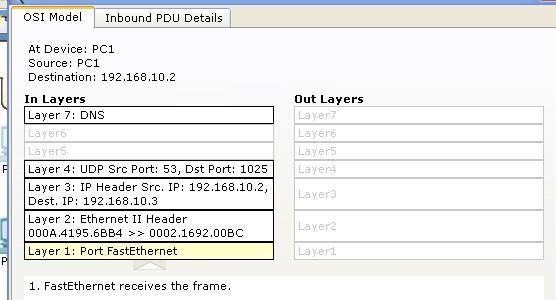 OSI Model
Inbound PDU Details
At Device: PC1
Source: PC1
Destination: 192.168.10.2
In Layers
Out Layers
Layer 7: DNS
Layer7
Layer6
Layer6
Layer5
Layer5
Layer 4: UDP Src Port: 53, Dst Port: 1025
Layer4
Layer 3: IP Header Src. IP: 192.168.10.2,
Dest. IP: 192.168.10.3
Layer3
Layer 2: Ethernet II Header
000A.4195.6BB4 >> 0002.1692.00BC
Layer2
Layer 1: Port FastEthernet
Layer1
1. FastEthernet receives the frame.